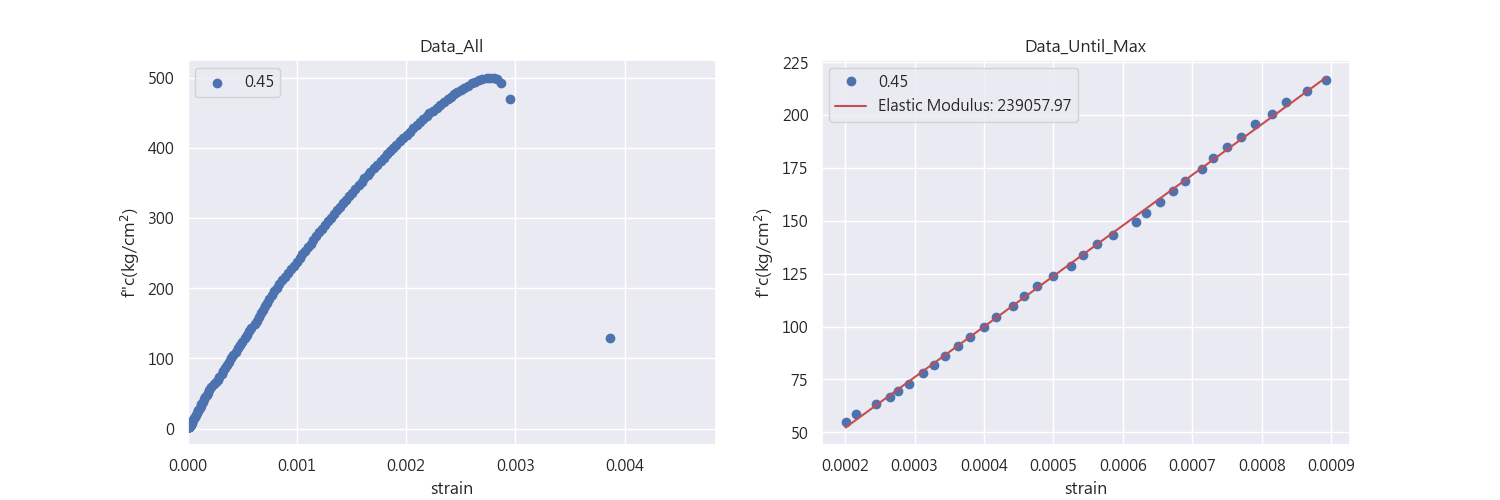 Data_All
0.45
500
400
300
200
100
0
f"c(kg/cm²)
0.000 0.001 0.002 0.003 0.004
strain
Data_Until_Max
0.45
Elastic Modulus: 239057.97
225
200
175
150
125
100
75
50
f"c(kg/cm²)
0.0002 0.0003 0.0004 0.0005 0.0006 0.0007 0.0008 0.0009
strain